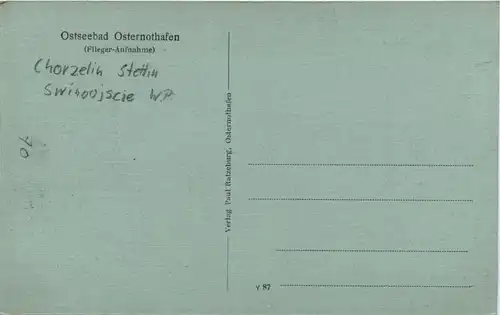 Ostseebad Osternothafen
(Flieger-Aufnahme)
Chorzelin Stettin
Swinoujscie WP.
70
Verlag Paul Ratzeburg, Osternothafen
Y 87